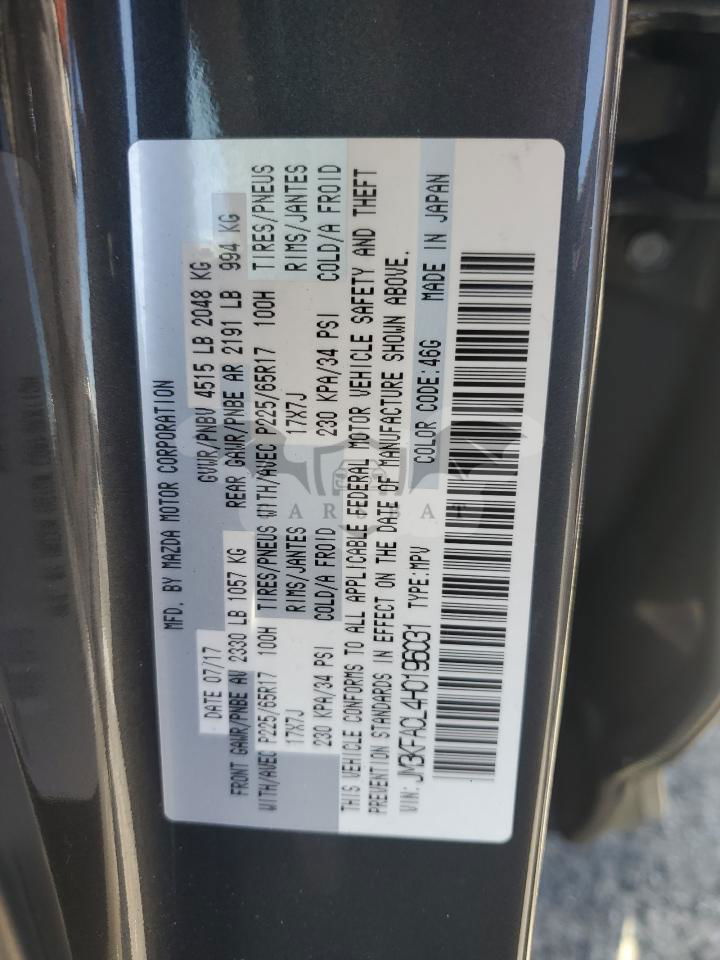 MFD. BY MAZDA MOTOR CORPORATION
DATE 07/17 GVWR/PNBV 4515 LB 2048 KG
FRONT GAWR/PNBE AV 2330 LB 1057 KG REAR GAWR/PNBE AR 2191 LB 994 KG
WITH/AVEC P225/65R17 100H TIRES/PNEUS WITH/AVEC P225/65R17 100H TIRES/PNEUS
17X7J RIMS/JANTES 17X7J RIMS/JANTES
230 KPA/34 PSI COLD/A FROID 230 KPA/34 PSI COLD/A FROID
THIS VEHICLE CONFORMS TO ALL APPLICABLE FEDERAL MOTOR VEHICLE SAFETY AND THEFT
PREVENTION STANDARDS IN EFFECT ON THE DATE OF MANUFACTURE SHOWN ABOVE.
VIN: JM3KFACL4H0196031 TYPE:MPV COLOR CODE:46G MADE IN JAPAN